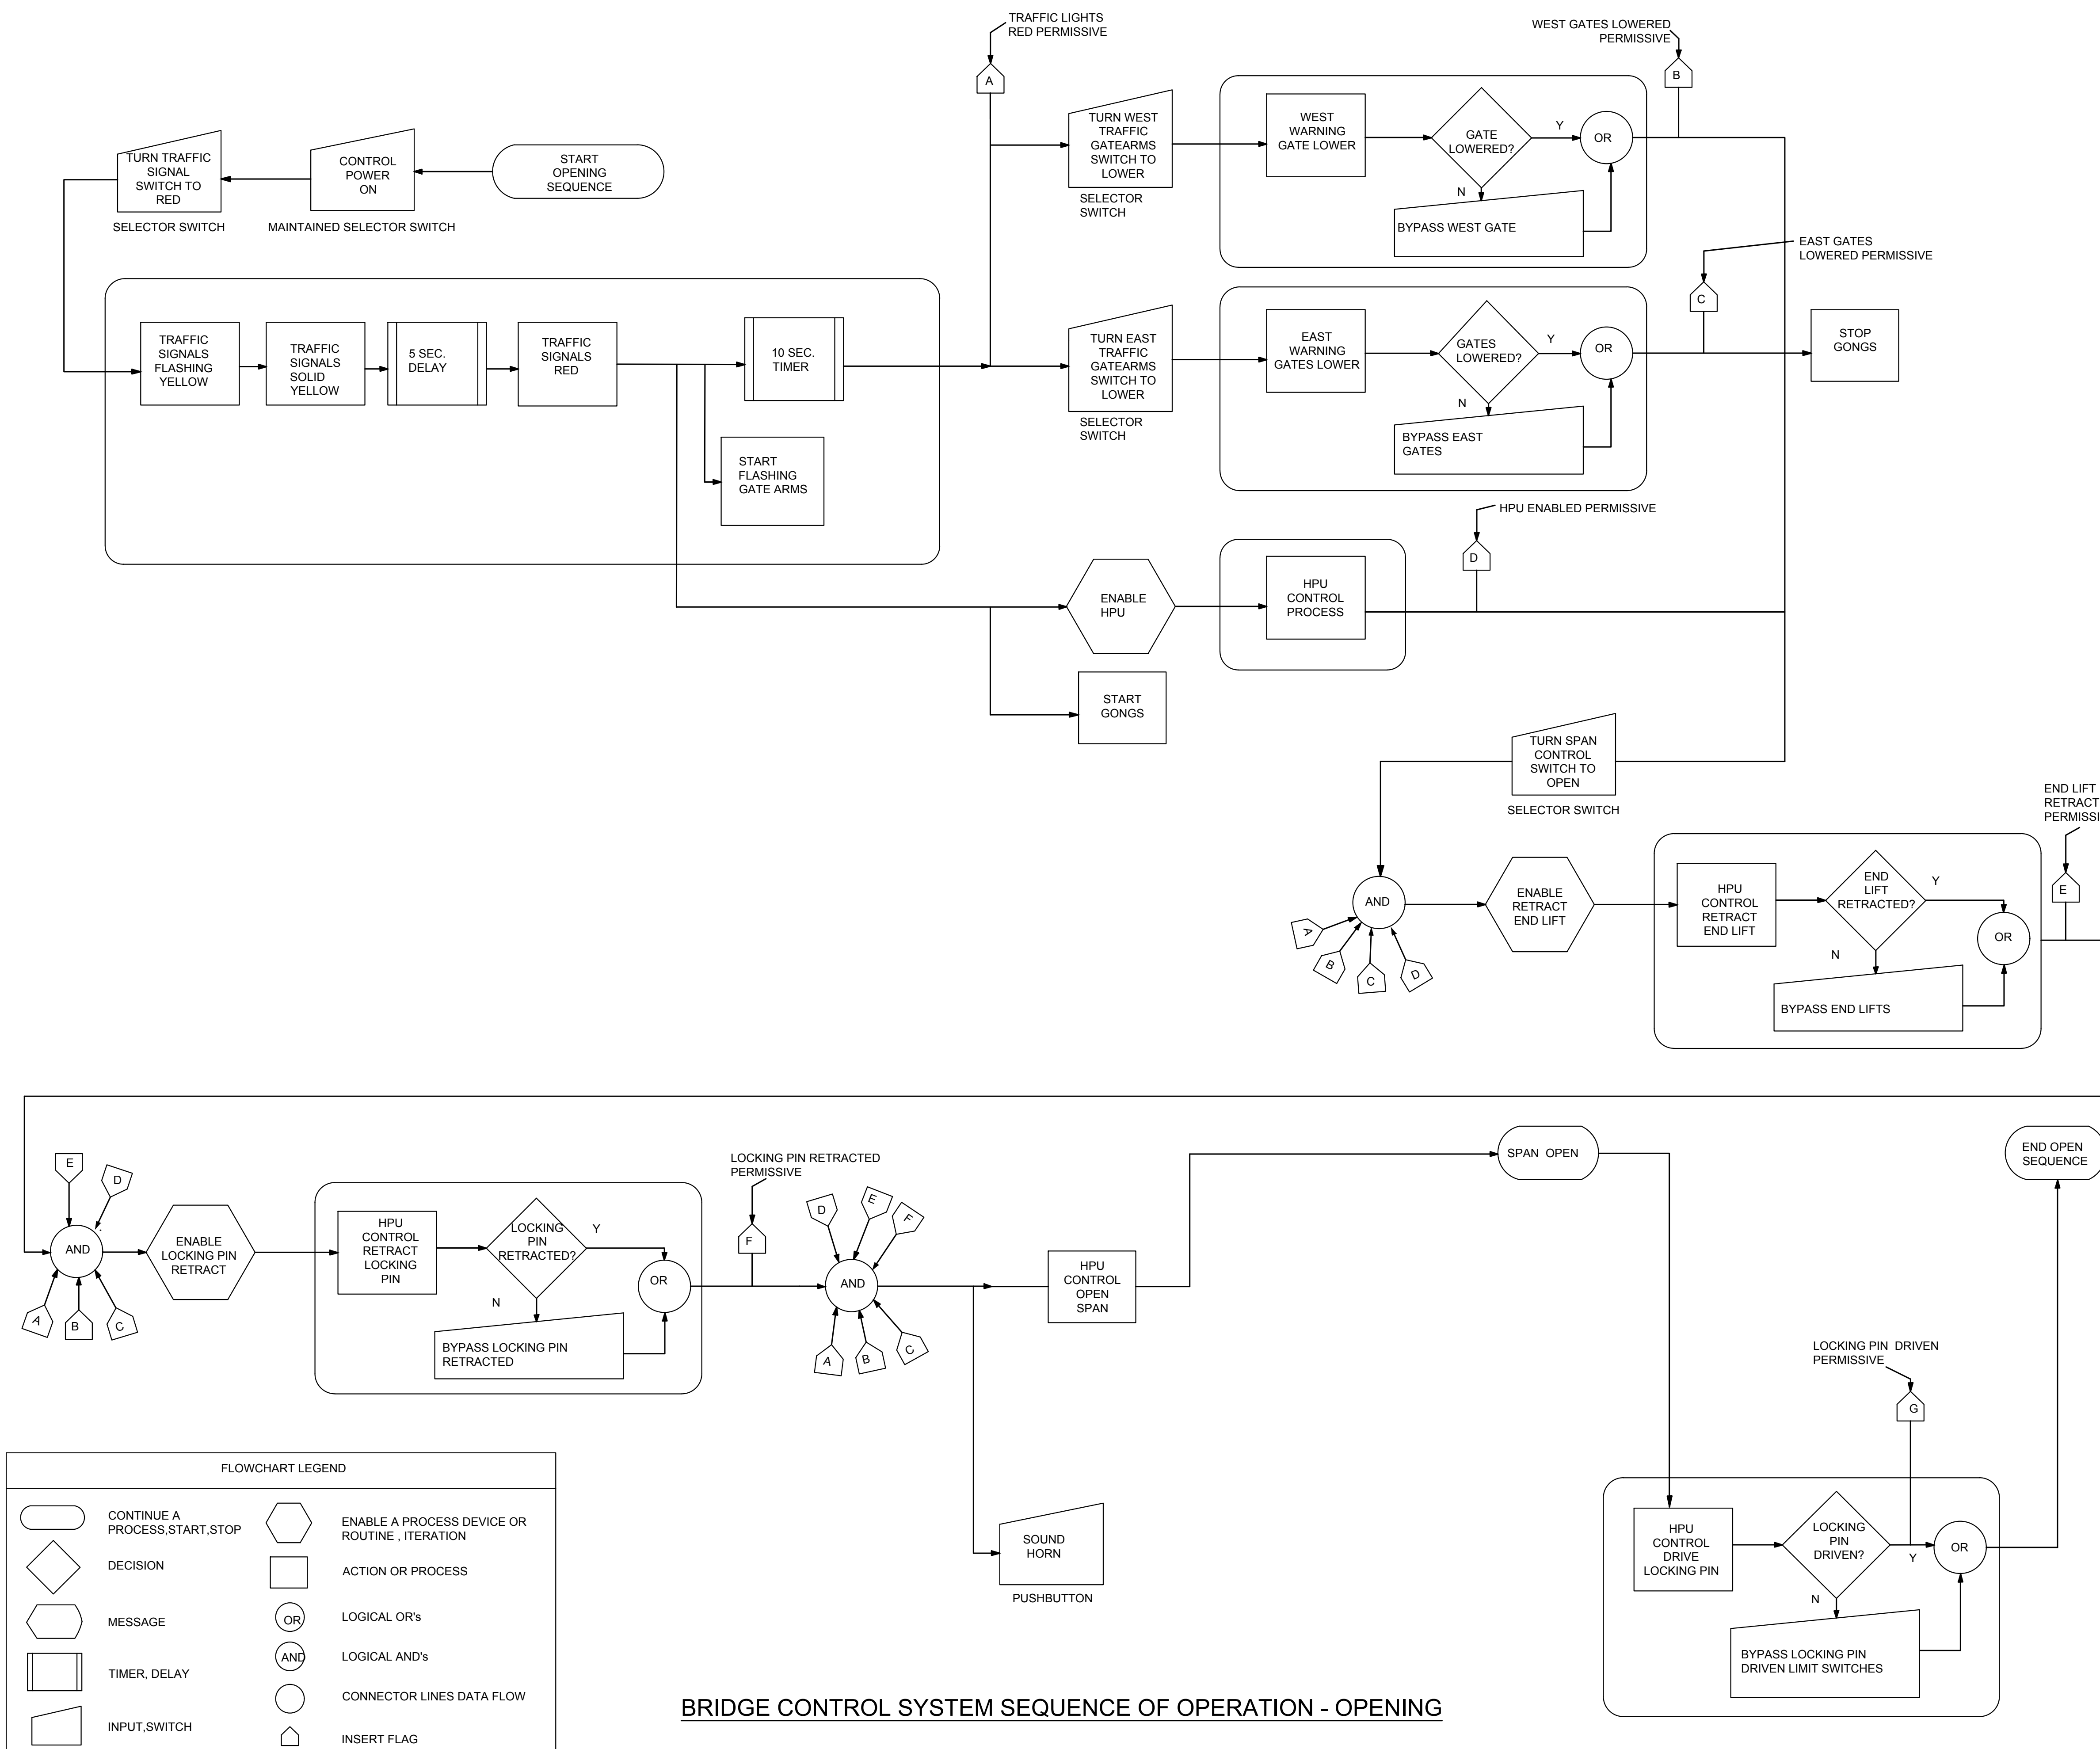 TRAFFIC LIGHTS
RED PERMISSIVE
A
WEST GATES LOWERED
PERMISSIVE
B
TURN TRAFFIC
SIGNAL
SWITCH TO
RED
SELECTOR SWITCH
CONTROL
POWER
ON
MAINTAINED SELECTOR SWITCH
START
OPENING
SEQUENCE
TURN WEST
TRAFFIC
GATEARMS
SWITCH TO
LOWER
SELECTOR
SWITCH
WEST
WARNING
GATE LOWER
GATE
LOWERED?
Y
N
OR
BYPASS WEST GATE
EAST GATES
LOWERED PERMISSIVE
C
TRAFFIC
SIGNALS
FLASHING
YELLOW
TRAFFIC
SIGNALS
SOLID
YELLOW
5 SEC.
DELAY
TRAFFIC
SIGNALS
RED
10 SEC.
TIMER
START
FLASHING
GATE ARMS
TURN EAST
TRAFFIC
GATEARMS
SWITCH TO
LOWER
SELECTOR
SWITCH
EAST
WARNING
GATES LOWER
GATES
LOWERED?
Y
N
OR
BYPASS EAST
GATES
STOP
GONGS
HPU ENABLED PERMISSIVE
D
ENABLE
HPU
HPU
CONTROL
PROCESS
START
GONGS
TURN SPAN
CONTROL
SWITCH TO
OPEN
SELECTOR SWITCH
AND
A
B
C
D
ENABLE
RETRACT
END LIFT
HPU
CONTROL
RETRACT
END LIFT
END
LIFT
RETRACTED?
Y
N
OR
BYPASS END LIFTS
END LIFT
RETRACT
PERMISSI
E
E
D
AND
A
B
C
ENABLE
LOCKING PIN
RETRACT
HPU
CONTROL
RETRACT
LOCKING
PIN
LOCKING
PIN
RETRACTED?
Y
N
OR
BYPASS LOCKING PIN
RETRACTED
LOCKING PIN RETRACTED
PERMISSIVE
F
D
E
F
AND
A
B
C
HPU
CONTROL
OPEN
SPAN
SPAN OPEN
END OPEN
SEQUENCE
SOUND
HORN
PUSHBUTTON
LOCKING PIN DRIVEN
PERMISSIVE
G
HPU
CONTROL
DRIVE
LOCKING PIN
LOCKING
PIN
DRIVEN?
Y
N
OR
BYPASS LOCKING PIN
DRIVEN LIMIT SWITCHES
FLOWCHART LEGEND
CONTINUE A
PROCESS,START,STOP
ENABLE A PROCESS DEVICE OR
ROUTINE , ITERATION
DECISION
ACTION OR PROCESS
MESSAGE
OR
LOGICAL OR's
AND
LOGICAL AND's
TIMER, DELAY
CONNECTOR LINES DATA FLOW
INPUT,SWITCH
INSERT FLAG
BRIDGE CONTROL SYSTEM SEQUENCE OF OPERATION - OPENING